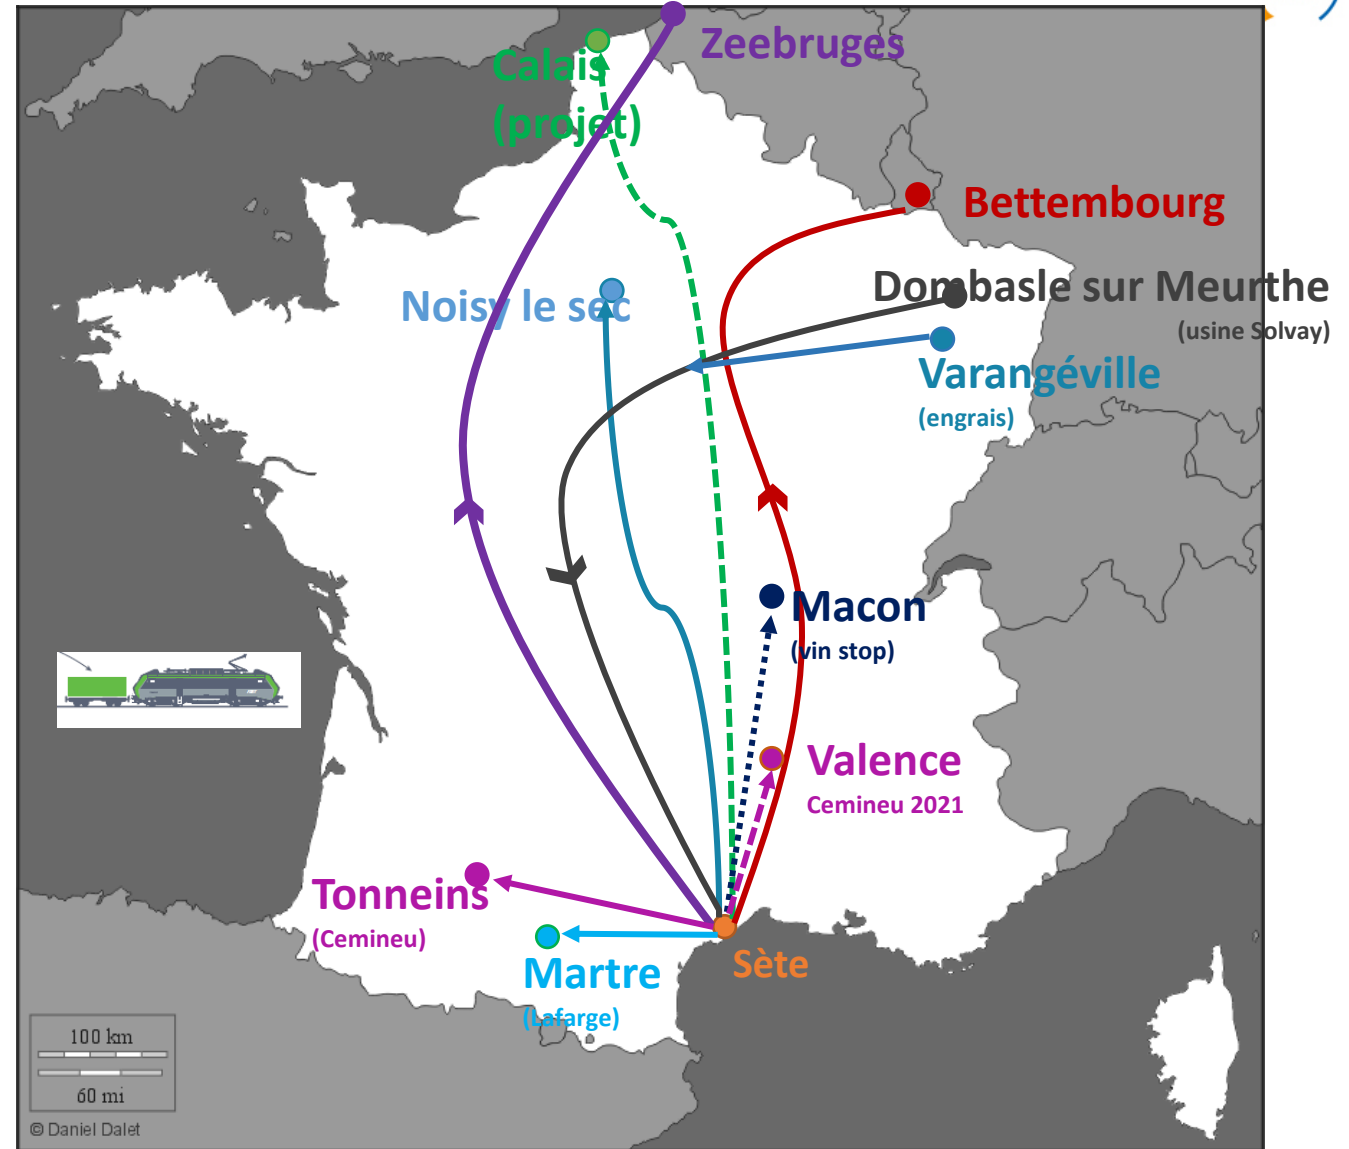 Zeebruges
Calais
(projet)
Bettembourg
Dombasle sur Meurthe
(usine Solvay)
Noisy le sec
Varangéville
(engrais)
Macon
(vin stop)
Valence
Cemineu 2021
Tonneins
(Cemineu)
Martre
(Lafarge)
Sète
100 km
60 mi
© Daniel Dalet